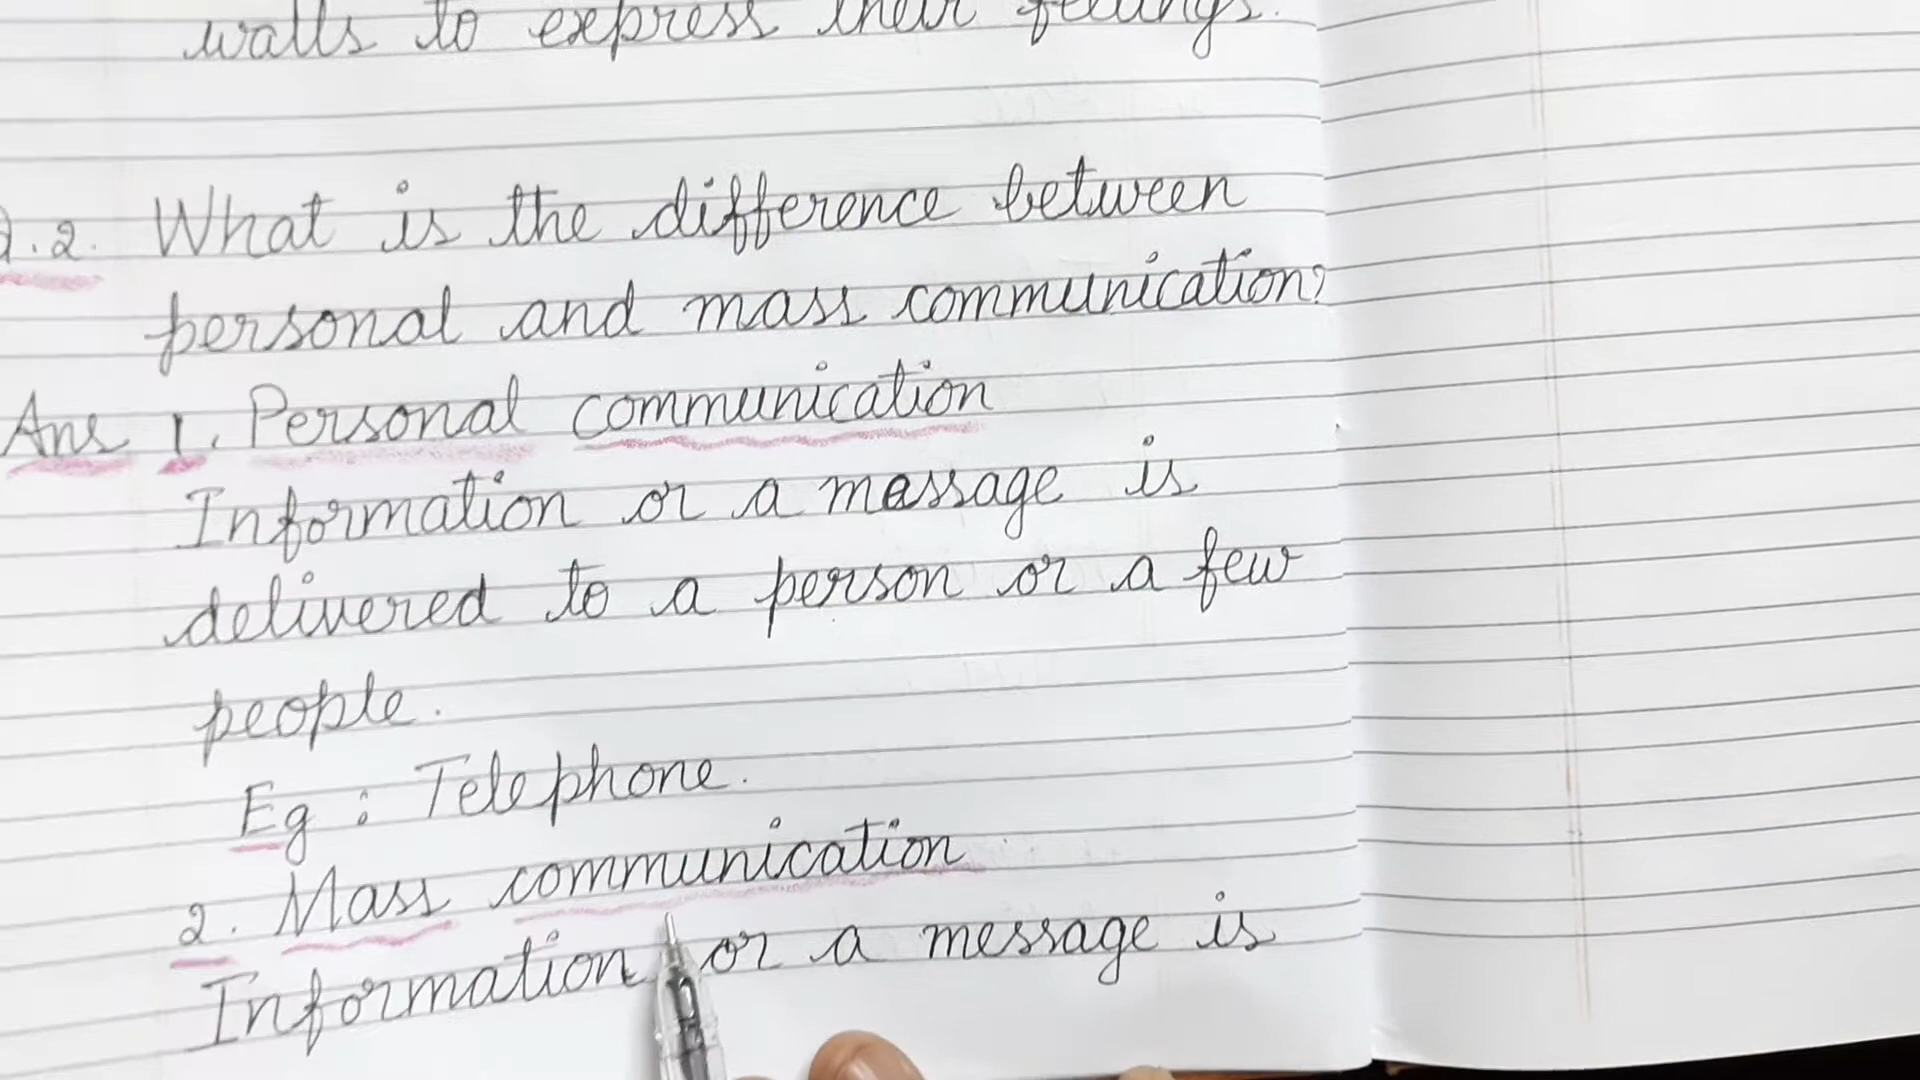 walls to express their feelings.
Q.2. What is the difference between
personal and mass communication?
Ans 1. Personal communication
Information or a message is
delivered to a person or a few
people.
Eg : Telephone.
2. Mass communication
Information or a message is